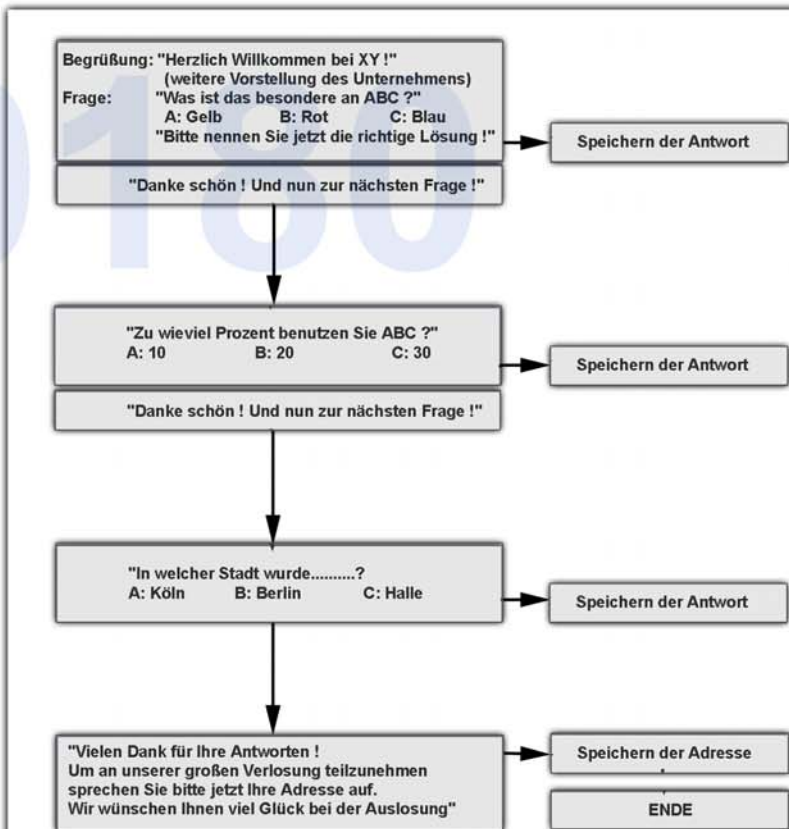 0180
Begrüßung: "Herzlich Willkommen bei XY !"
(weitere Vorstellung des Unternehmens)
Frage: "Was ist das besondere an ABC ?"
A: Gelb B: Rot C: Blau
"Bitte nennen Sie jetzt die richtige Lösung !"
Speichern der Antwort
"Danke schön ! Und nun zur nächsten Frage !"
"Zu wieviel Prozent benutzen Sie ABC ?"
A: 10 B: 20 C: 30
Speichern der Antwort
"Danke schön ! Und nun zur nächsten Frage !"
"In welcher Stadt wurde..........?
A: Köln B: Berlin C: Halle
Speichern der Antwort
"Vielen Dank für Ihre Antworten !
Um an unserer großen Verlosung teilzunehmen
sprechen Sie bitte jetzt Ihre Adresse auf.
Wir wünschen Ihnen viel Glück bei der Auslosung"
Speichern der Adresse
ENDE